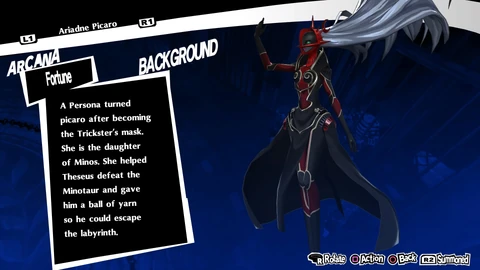 L1 Ariadne Picaro R1
ARCANA
Fortune
BACKGROUND
A Persona turned
picaro after becoming
the Trickster's mask.
She is the daughter
of Minos. She helped
Theseus defeat the
Minotaur and gave
him a ball of yarn
so he could escape
the labyrinth.
R Rotate Action Back R2 Summoned